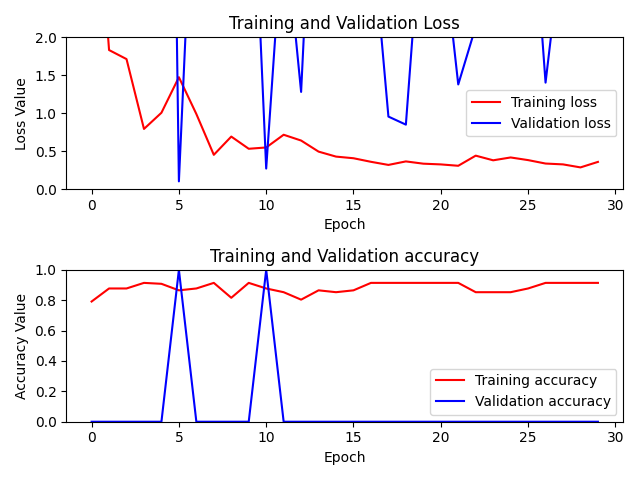 Training and Validation Loss
2.0
1.5
1.0
0.5
0.0
Loss Value
Training loss
Validation loss
0 5 10 15 20 25 30
Epoch
Training and Validation accuracy
1.0
0.8
0.6
0.4
0.2
0.0
Accuracy Value
Training accuracy
Validation accuracy
0 5 10 15 20 25 30
Epoch